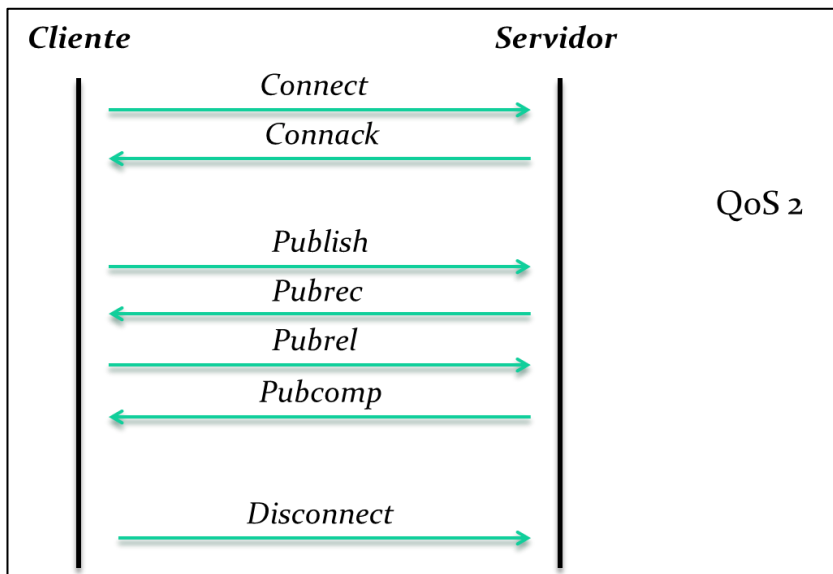 Cliente
Servidor
Connect
Connack
QoS 2
Publish
Pubrec
Pubrel
Pubcomp
Disconnect